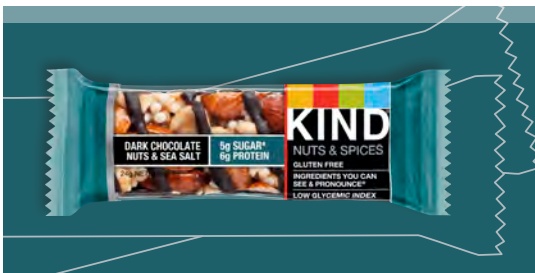 DARK CHOCOLATE
NUTS & SEA SALT
5g SUGAR*
6g PROTEIN
KIND
NUTS & SPICES
GLUTEN FREE
INGREDIENTS YOU CAN
SEE & PRONOUNCE®
LOW GLYCEMIC INDEX